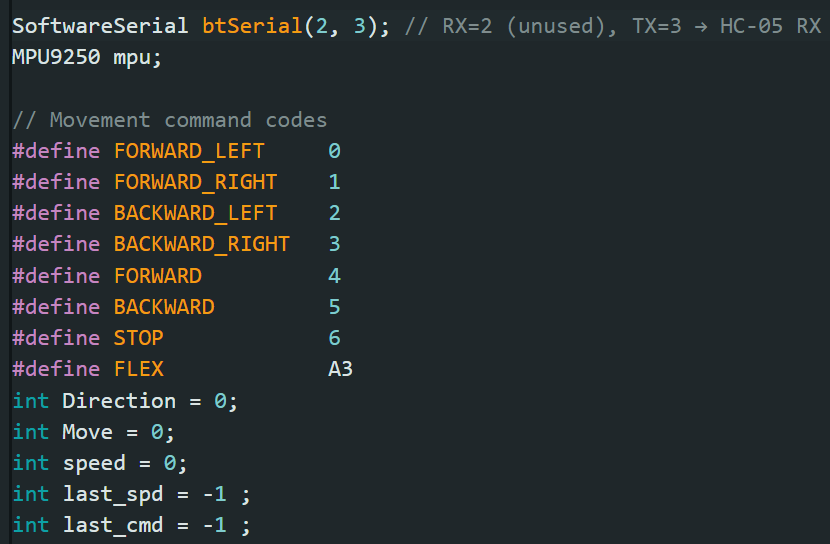 SoftwareSerial btSerial(2, 3); // RX=2 (unused), TX=3 → HC-05 RX
MPU9250 mpu;
// Movement command codes
#define FORWARD_LEFT 0
#define FORWARD_RIGHT 1
#define BACKWARD_LEFT 2
#define BACKWARD_RIGHT 3
#define FORWARD 4
#define BACKWARD 5
#define STOP 6
#define FLEX A3
int Direction = 0;
int Move = 0;
int speed = 0;
int last_spd = -1 ;
int last_cmd = -1 ;